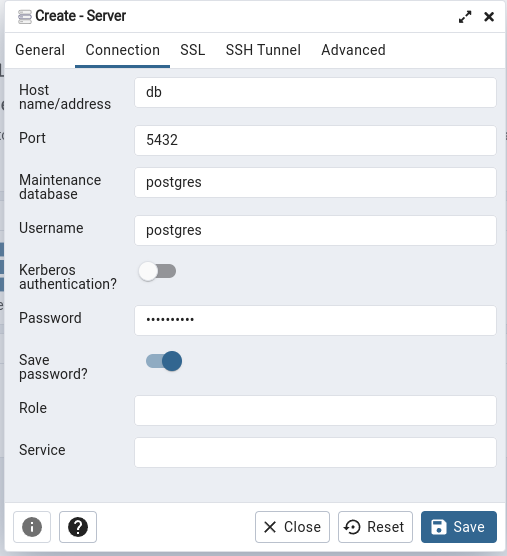 Create - Server
General Connection SSL SSH Tunnel Advanced
Host
name/address
db
Port
5432
Maintenance
database
postgres
Username
postgres
Kerberos
authentication?
Password
••••••••••
Save
password?
Role
Service
Close Reset Save